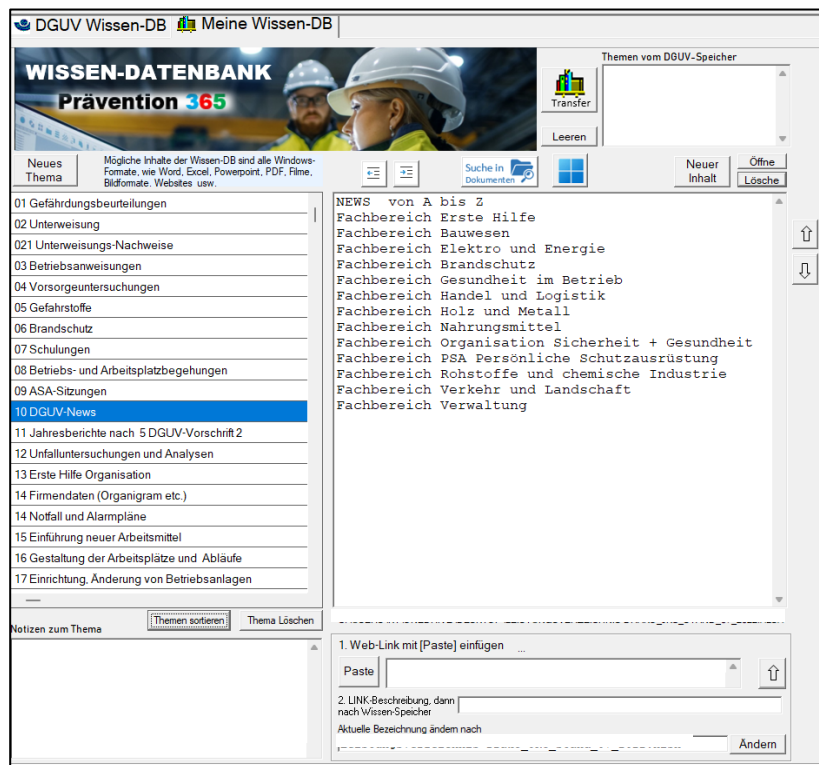 DGUV Wissen-DB
Meine Wissen-DB
WISSEN-DATENBANK
Prävention 365
Transfer
Leeren
Themen vom DGUV-Speicher
Neues
Thema
Mögliche Inhalte der Wissen-DB sind alle Windows-
Formate, wie Word, Excel, Powerpoint, PDF, Filme,
Bildformate. Websites usw.
Suche in
Dokumenten
Neuer
Inhalt
Öffne
Lösche
01 Gefährdungsbeurteilungen
02 Unterweisung
021 Unterweisungs-Nachweise
03 Betriebsanweisungen
04 Vorsorgeuntersuchungen
05 Gefahrstoffe
06 Brandschutz
07 Schulungen
08 Betriebs- und Arbeitsplatzbegehungen
09 ASA-Sitzungen
10 DGUV-News
11 Jahresberichte nach 5 DGUV-Vorschrift 2
12 Unfalluntersuchungen und Analysen
13 Erste Hilfe Organisation
14 Firmendaten (Organigram etc.)
14 Notfall und Alarmpläne
15 Einführung neuer Arbeitsmittel
16 Gestaltung der Arbeitsplätze und Abläufe
17 Einrichtung, Änderung von Betriebsanlagen
NEWS von A bis Z
Fachbereich Erste Hilfe
Fachbereich Bauwesen
Fachbereich Elektro und Energie
Fachbereich Brandschutz
Fachbereich Gesundheit im Betrieb
Fachbereich Handel und Logistik
Fachbereich Holz und Metall
Fachbereich Nahrungsmittel
Fachbereich Organisation Sicherheit + Gesundheit
Fachbereich PSA Persönliche Schutzausrüstung
Fachbereich Rohstoffe und chemische Industrie
Fachbereich Verkehr und Landschaft
Fachbereich Verwaltung
Notizen zum Thema
Themen sortieren
Thema Löschen
1. Web-Link mit [Paste] einfügen ...
Paste
2. LINK-Beschreibung, dann
nach Wissen-Speicher
Aktuelle Bezeichnung ändern nach
Ändern